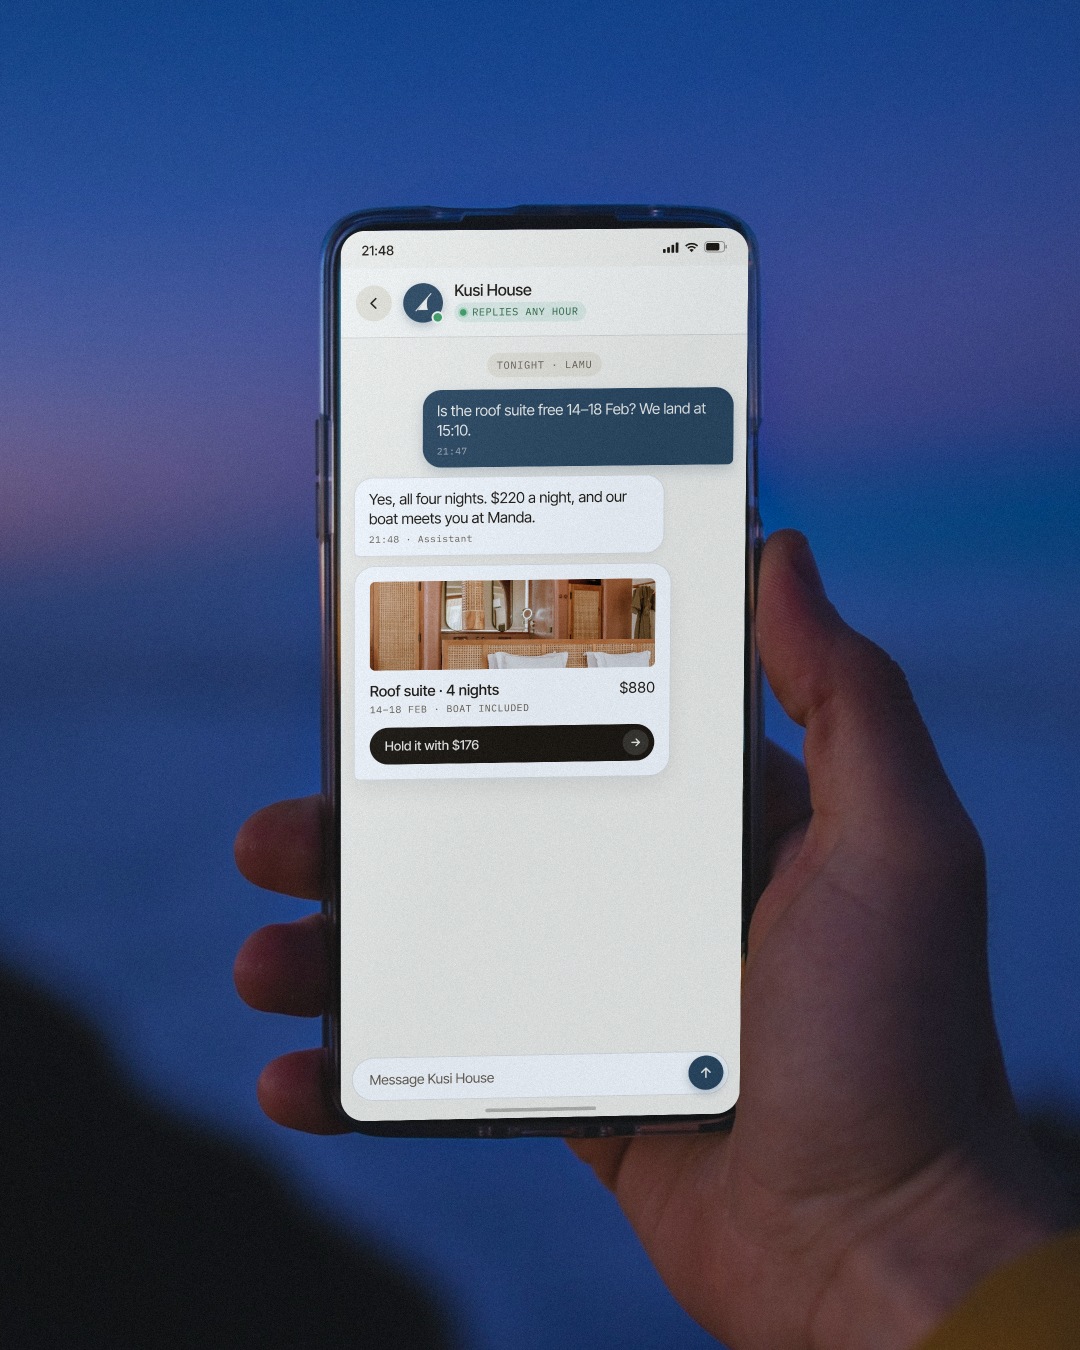 21:48
Kusi House
REPLIES ANY HOUR
TONIGHT · LAMU
Is the roof suite free 14–18 Feb? We land at
15:10.
21:47
Yes, all four nights. $220 a night, and our
boat meets you at Manda.
21:48 · Assistant
Roof suite · 4 nights
$880
14–18 FEB · BOAT INCLUDED
Hold it with $176
Message Kusi House